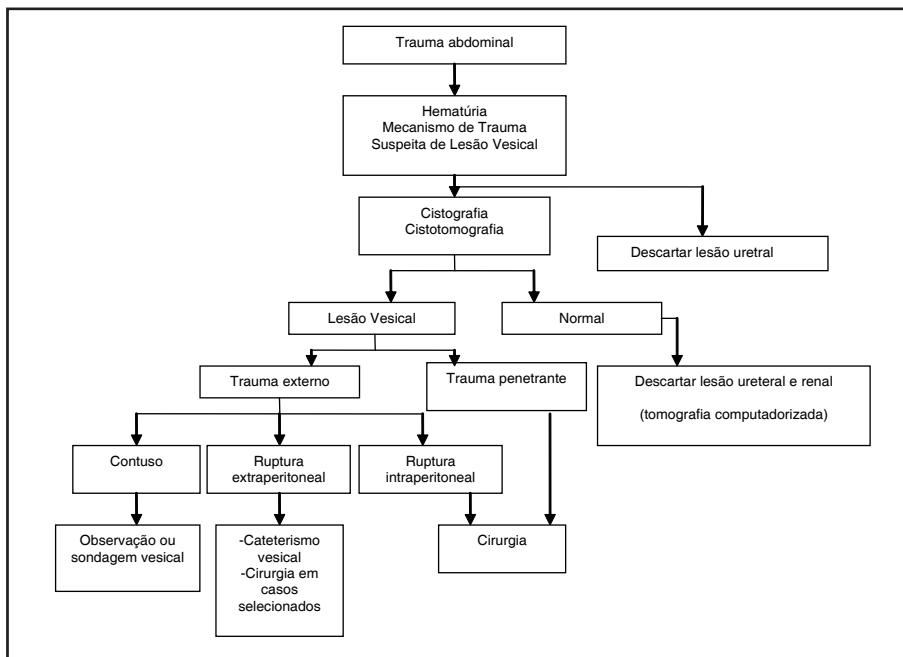 Trauma abdominal
Hematúria
Mecanismo de Trauma
Suspeita de Lesão Vesical
Cistografia
Cistotomografia
Descartar lesão uretral
Lesão Vesical
Normal
Trauma externo
Trauma penetrante
Descartar lesão ureteral e renal
(tomografia computadorizada)
Contuso
Ruptura
extraperitoneal
Ruptura
intraperitoneal
Observação ou
sondagem vesical
-Cateterismo
vesical
-Cirurgia em
casos
selecionados
Cirurgia